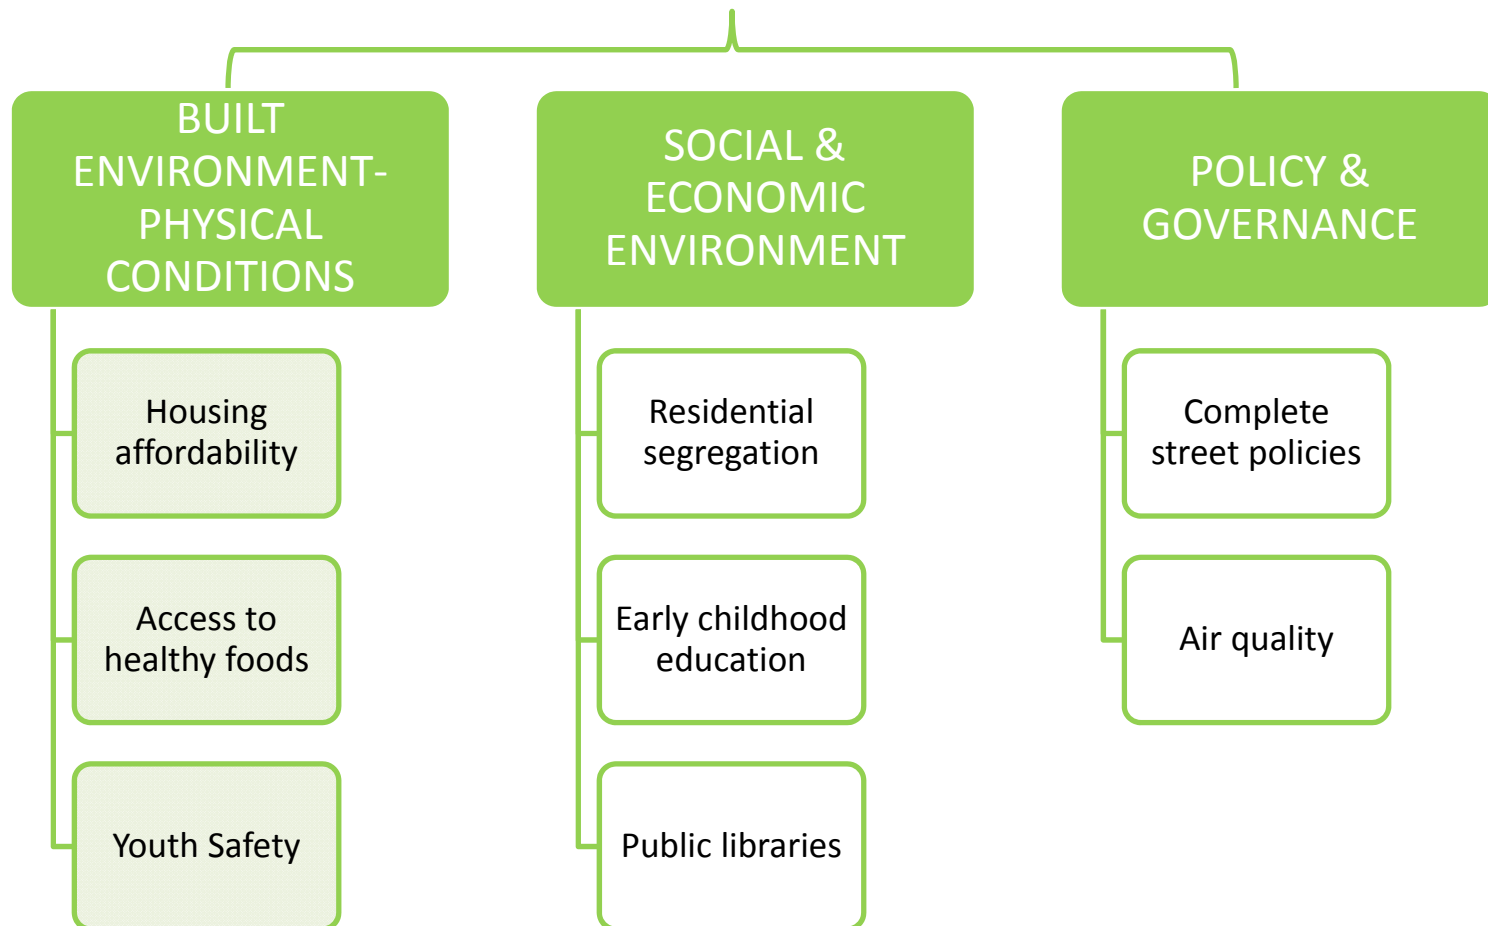 BUILT
ENVIRONMENT-
PHYSICAL
CONDITIONS
Housing
affordability
Access to
healthy foods
Youth Safety
SOCIAL &
ECONOMIC
ENVIRONMENT
Residential
segregation
Early childhood
education
Public libraries
POLICY &
GOVERNANCE
Complete
street policies
Air quality